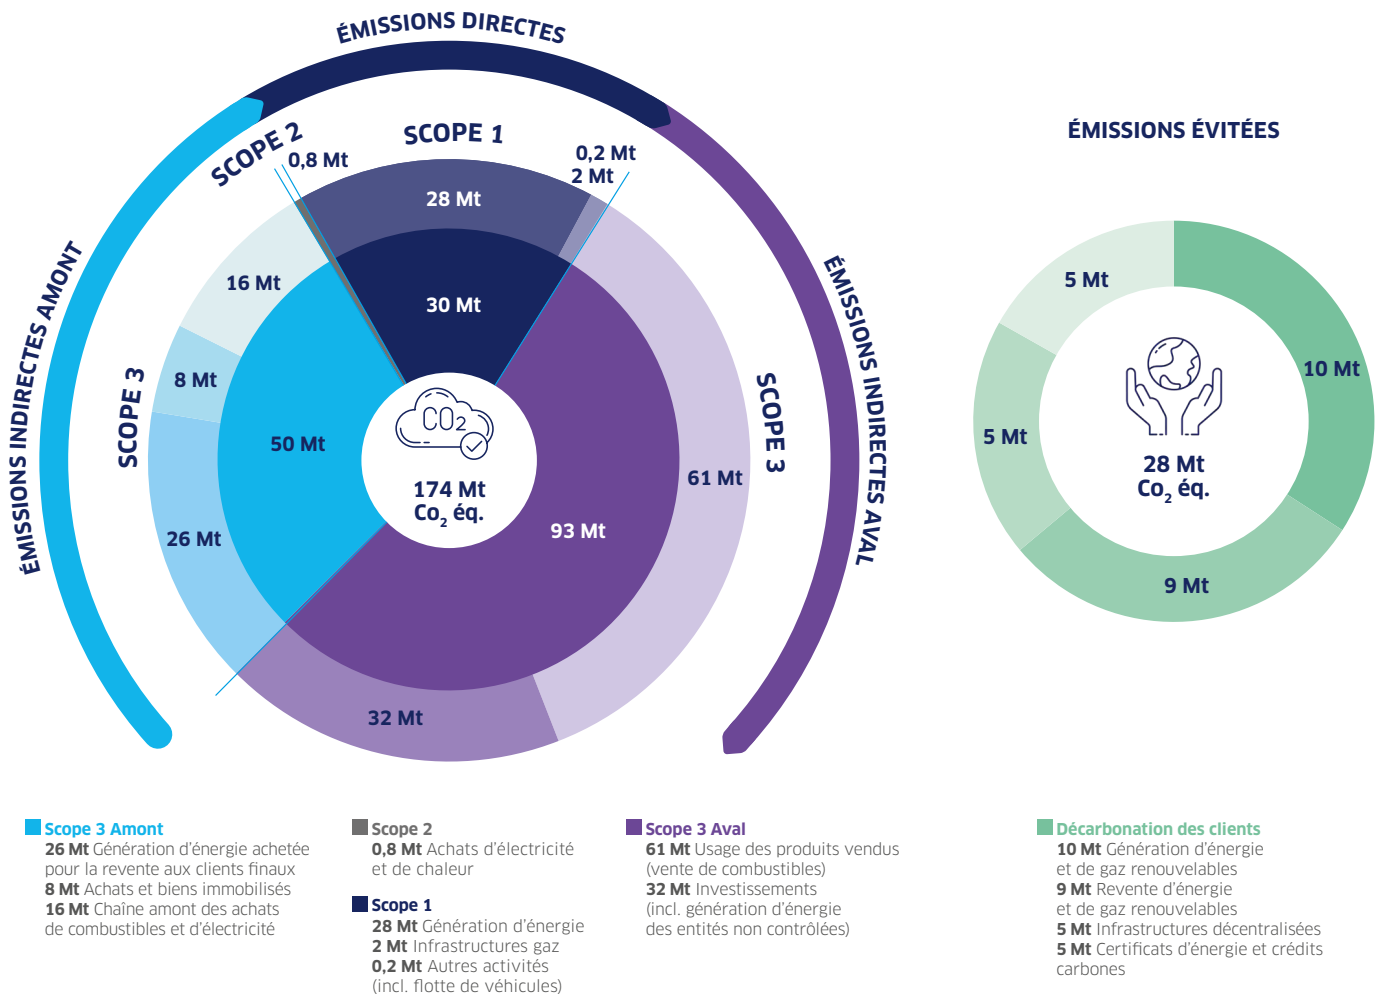 ÉMISSIONS DIRECTES
ÉMISSIONS INDIRECTES AMONT
ÉMISSIONS INDIRECTES AVAL
SCOPE 2
0,8 Mt
SCOPE 1
0,2 Mt
2 Mt
28 Mt
30 Mt
16 Mt
8 Mt
SCOPE 3
50 Mt
26 Mt
CO2
174 Mt
Co2 éq.
SCOPE 3
61 Mt
93 Mt
32 Mt
ÉMISSIONS ÉVITÉES
5 Mt
10 Mt
5 Mt
28 Mt
Co2 éq.
9 Mt
Scope 3 Amont
26 Mt Génération d'énergie achetée
pour la revente aux clients finaux
8 Mt Achats et biens immobilisés
16 Mt Chaîne amont des achats
de combustibles et d'électricité
Scope 2
0,8 Mt Achats d'électricité
et de chaleur
Scope 1
28 Mt Génération d'énergie
2 Mt Infrastructures gaz
0,2 Mt Autres activités
(incl. flotte de véhicules)
Scope 3 Aval
61 Mt Usage des produits vendus
(vente de combustibles)
32 Mt Investissements
(incl. génération d'énergie
des entités non contrôlées)
Décarbonation des clients
10 Mt Génération d'énergie
et de gaz renouvelables
9 Mt Revente d'énergie
et de gaz renouvelables
5 Mt Infrastructures décentralisées
5 Mt Certificats d'énergie et crédits
carbones